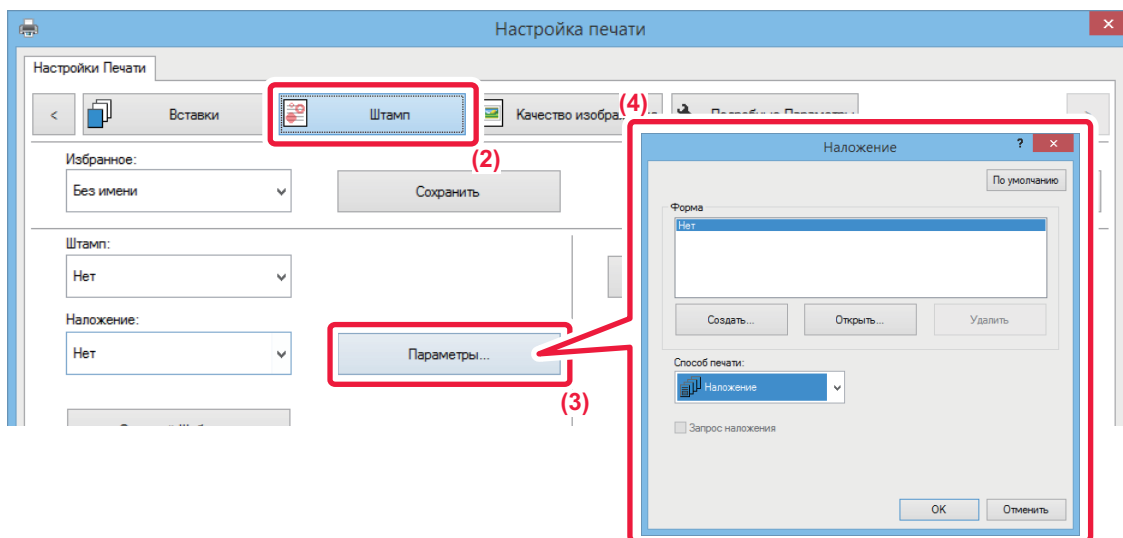 Настройка печати
Настройки Печати
< Вставки Штамп Качество изображения (4)
(2)
Избранное:
Без имени Сохранить
Штамп:
Нет
Наложение:
Нет Параметры...
(3)
Наложение ? ×
По умолчанию
Форма
Нет
Создать... Открыть... Удалить
Способ печати:
Наложение
Запрос наложения
OK Отменить